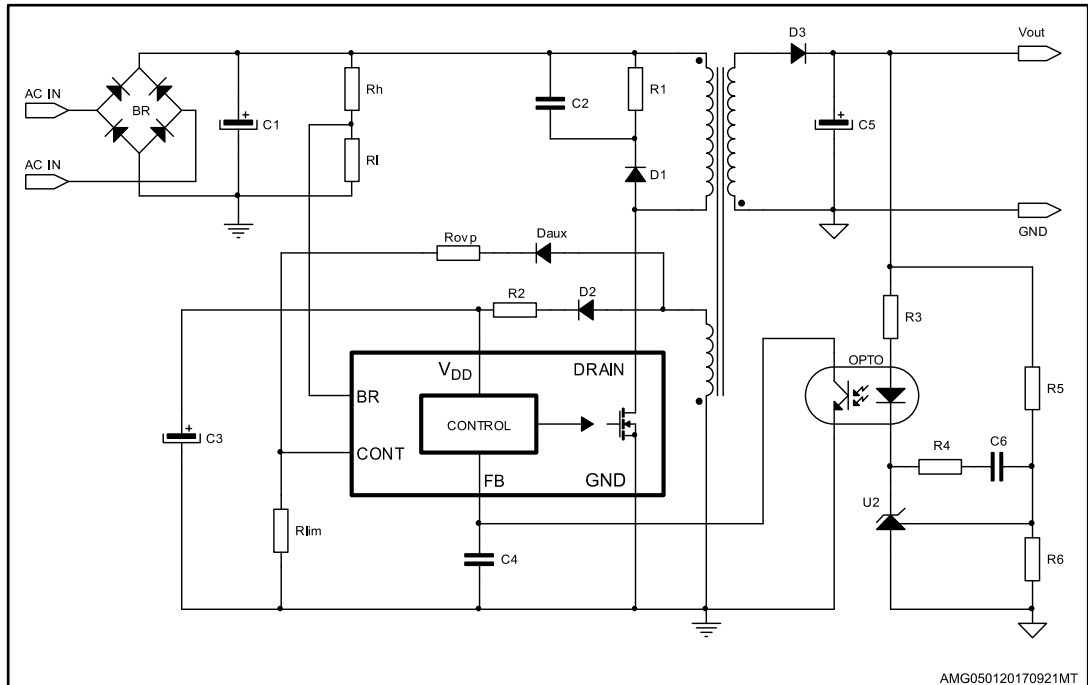 D3
Vout
AC IN
BR
C1
Rh
C2
R1
C5
AC IN
Rl
D1
GND
Rovp
Daux
R2
D2
R3
VDD
DRAIN
OPTO
BR
R5
C3
CONTROL
CONT
R4
C6
FB
GND
U2
Rlim
C4
R6
AMG050120170921MT